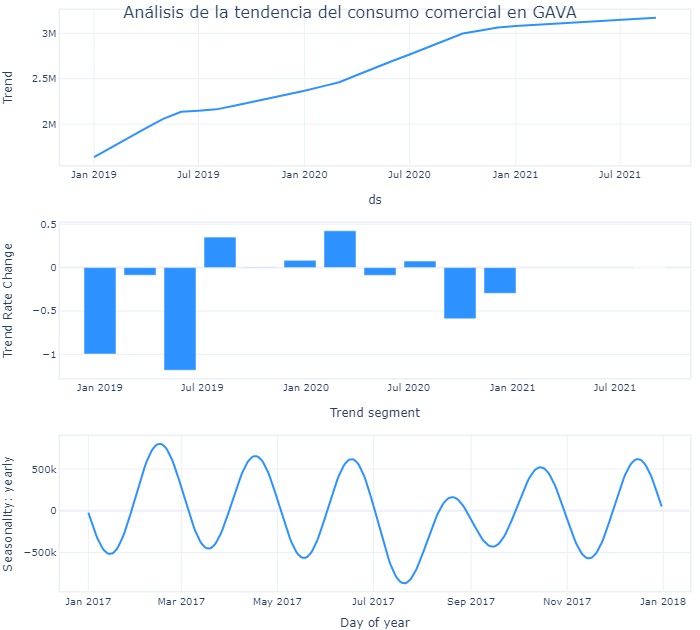 Análisis de la tendencia del consumo comercial en GAVA
3M
2.5M
2M
Trend
Jan 2019 Jul 2019 Jan 2020 Jul 2020 Jan 2021 Jul 2021
ds
0.5
0
−0.5
−1
Trend Rate Change
Jan 2019 Jul 2019 Jan 2020 Jul 2020 Jan 2021 Jul 2021
Trend segment
500k
0
−500k
Seasonality: yearly
Jan 2017 Mar 2017 May 2017 Jul 2017 Sep 2017 Nov 2017 Jan 2018
Day of year